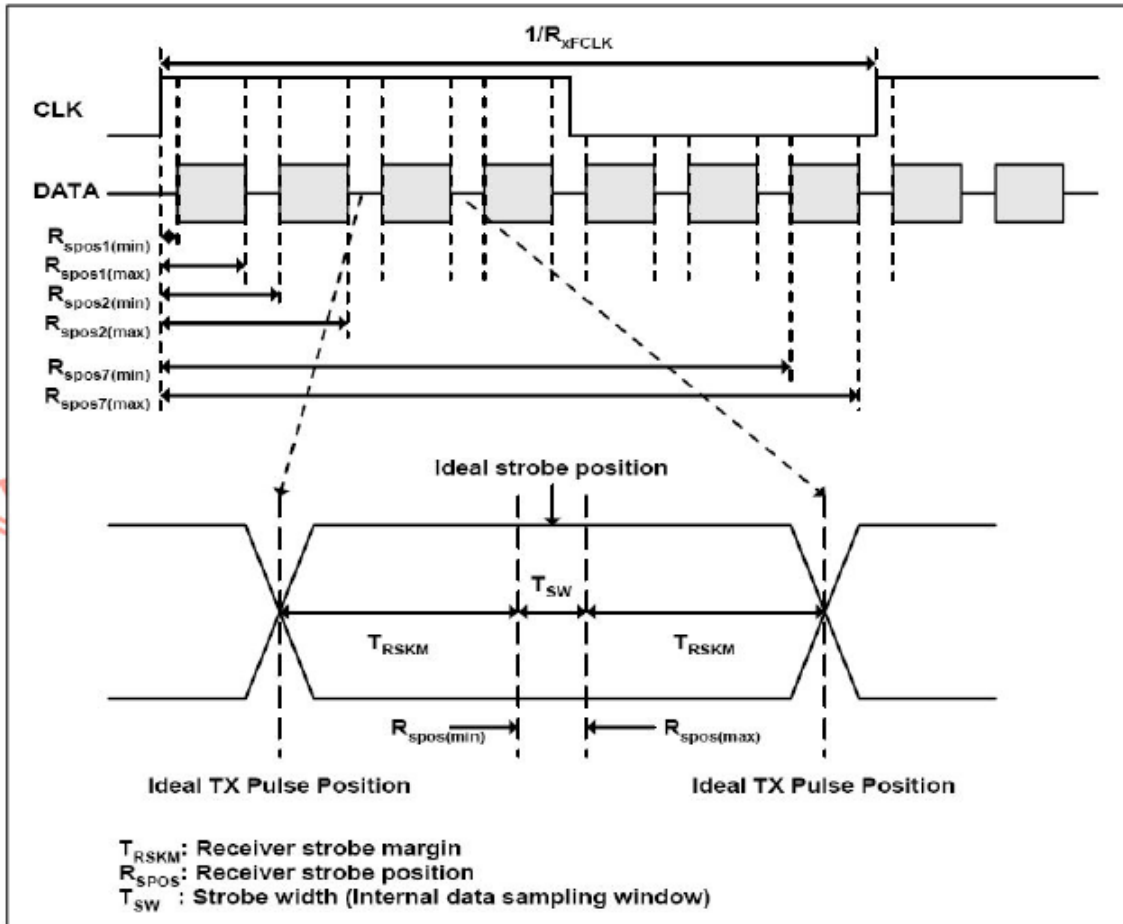 1/RxFCLK
CLK
DATA
Rspos1(min)
Rspos1(max)
Rspos2(min)
Rspos2(max)
Rspos7(min)
Rspos7(max)
Ideal strobe position
TSW
TRSKM TRSKM
Rspos(min) Rspos(max)
Ideal TX Pulse Position Ideal TX Pulse Position
TRSKM: Receiver strobe margin
RSPOS: Receiver strobe position
TSW : Strobe width (Internal data sampling window)